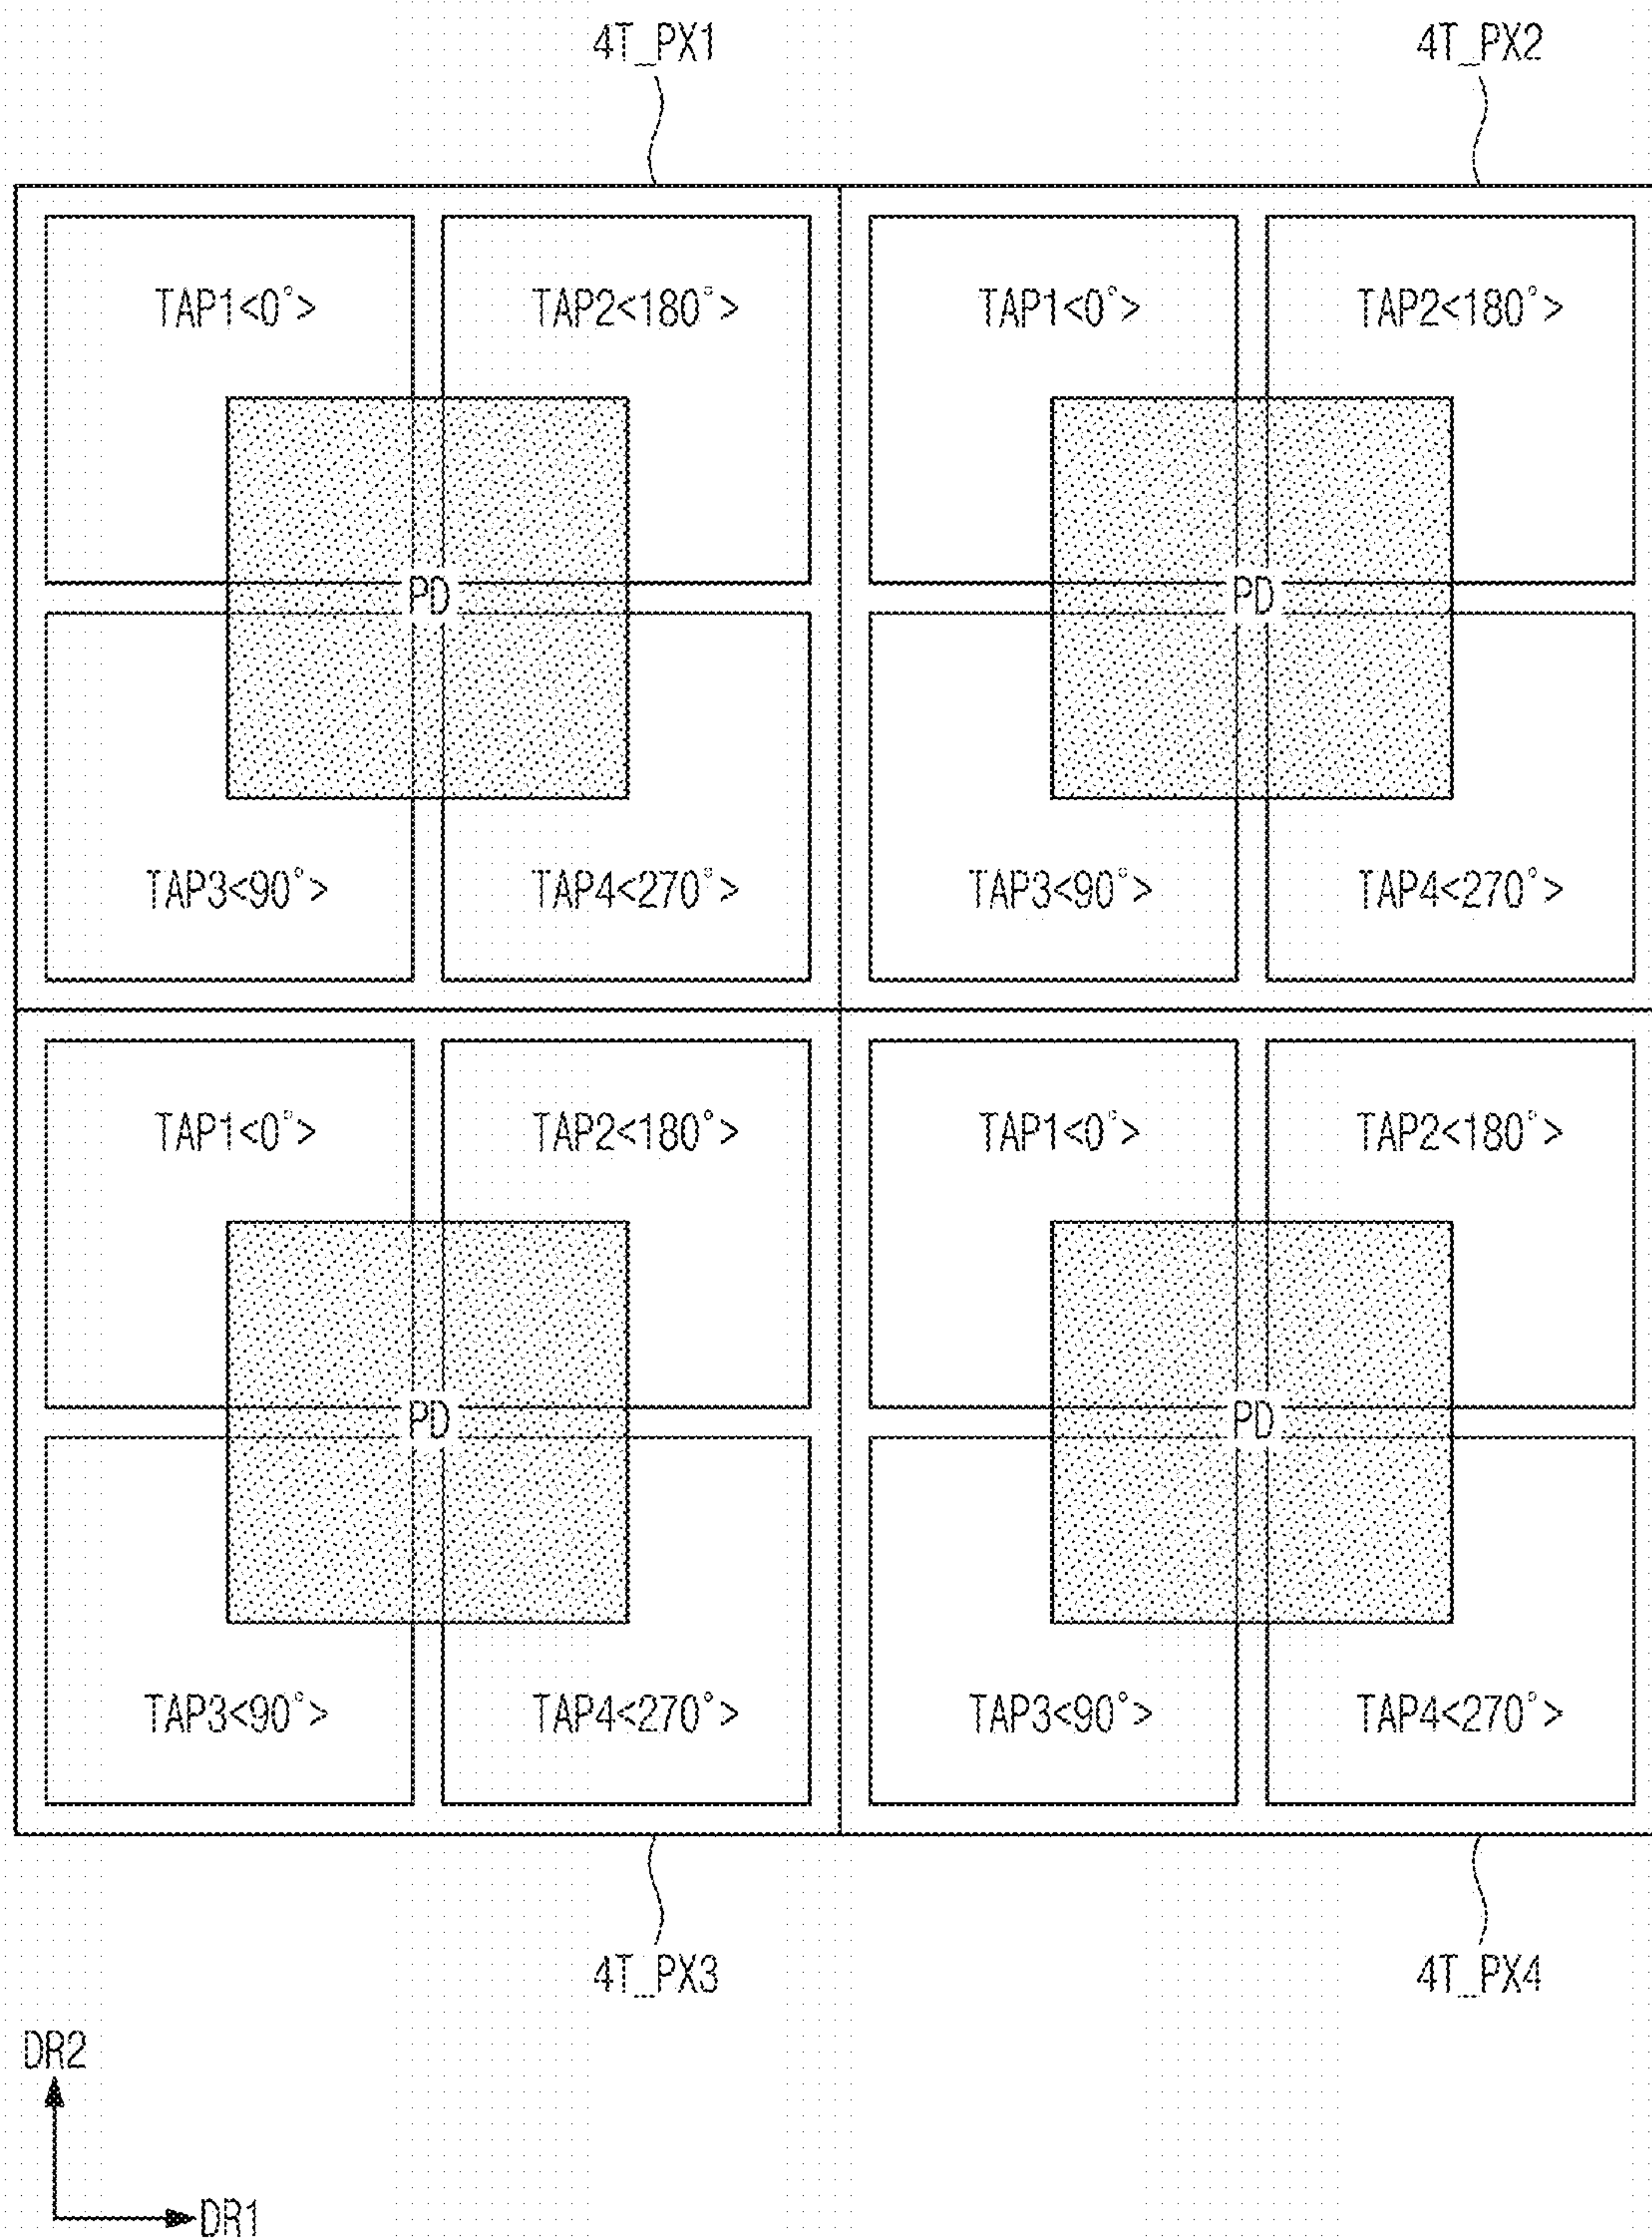 4T_PX1 4T_PX2
TAP1<0°> TAP2<180°> TAP1<0°> TAP2<180°>
PD PD
TAP3<90°> TAP4<270°> TAP3<90°> TAP4<270°>
TAP1<0°> TAP2<180°> TAP1<0°> TAP2<180°>
PD PD
TAP3<90°> TAP4<270°> TAP3<90°> TAP4<270°>
4T_PX3 4T_PX4
DR2
DR1